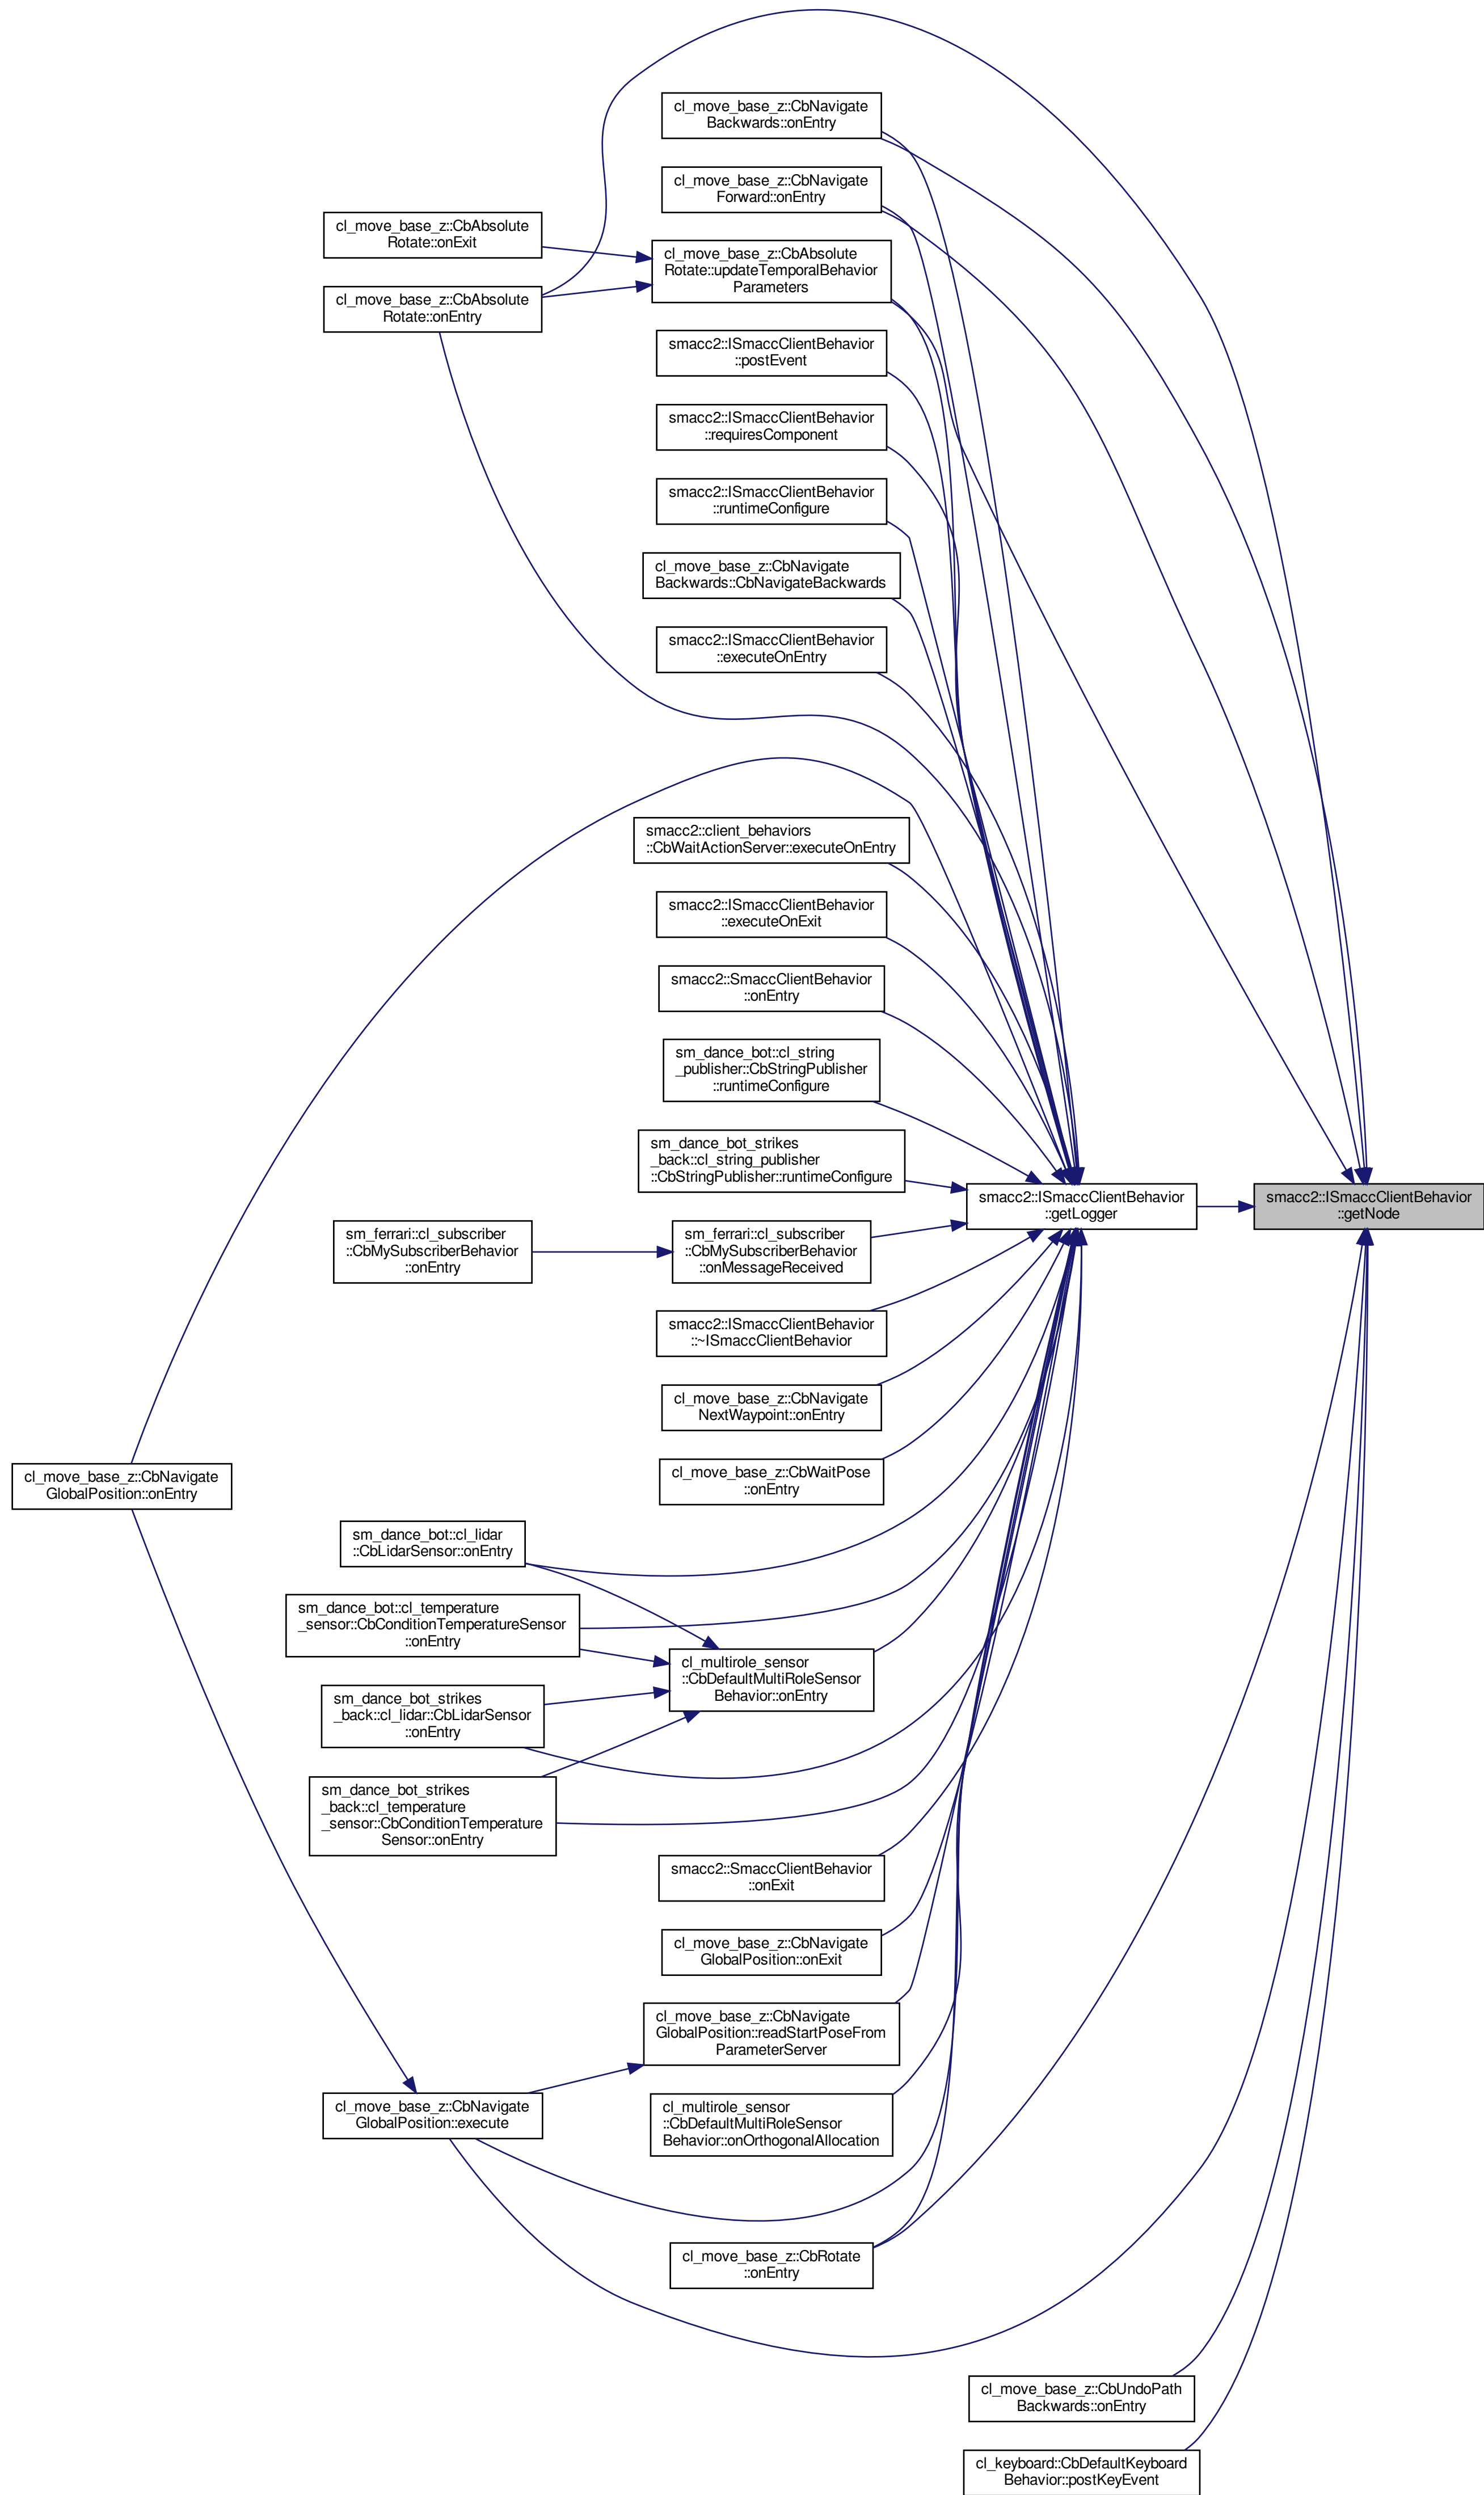 cl_move_base_z::CbNavigate
Backwards::onEntry
cl_move_base_z::CbNavigate
Forward::onEntry
cl_move_base_z::CbAbsolute
Rotate::onExit
cl_move_base_z::CbAbsolute
Rotate::updateTemporalBehavior
Parameters
cl_move_base_z::CbAbsolute
Rotate::onEntry
smacc2::ISmaccClientBehavior
::postEvent
smacc2::ISmaccClientBehavior
::requiresComponent
smacc2::ISmaccClientBehavior
::runtimeConfigure
cl_move_base_z::CbNavigate
Backwards::CbNavigateBackwards
smacc2::ISmaccClientBehavior
::executeOnEntry
smacc2::client_behaviors
::CbWaitActionServer::executeOnEntry
smacc2::ISmaccClientBehavior
::executeOnExit
smacc2::SmaccClientBehavior
::onEntry
sm_dance_bot::cl_string
_publisher::CbStringPublisher
::runtimeConfigure
sm_dance_bot_strikes
_back::cl_string_publisher
::CbStringPublisher::runtimeConfigure
smacc2::ISmaccClientBehavior
::getLogger
smacc2::ISmaccClientBehavior
::getNode
sm_ferrari::cl_subscriber
::CbMySubscriberBehavior
::onEntry
sm_ferrari::cl_subscriber
::CbMySubscriberBehavior
::onMessageReceived
smacc2::ISmaccClientBehavior
::~ISmaccClientBehavior
cl_move_base_z::CbNavigate
NextWaypoint::onEntry
cl_move_base_z::CbWaitPose
::onEntry
cl_move_base_z::CbNavigate
GlobalPosition::onEntry
sm_dance_bot::cl_lidar
::CbLidarSensor::onEntry
sm_dance_bot::cl_temperature
_sensor::CbConditionTemperatureSensor
::onEntry
cl_multirole_sensor
::CbDefaultMultiRoleSensor
Behavior::onEntry
sm_dance_bot_strikes
_back::cl_lidar::CbLidarSensor
::onEntry
sm_dance_bot_strikes
_back::cl_temperature
_sensor::CbConditionTemperature
Sensor::onEntry
smacc2::SmaccClientBehavior
::onExit
cl_move_base_z::CbNavigate
GlobalPosition::onExit
cl_move_base_z::CbNavigate
GlobalPosition::readStartPoseFrom
ParameterServer
cl_move_base_z::CbNavigate
GlobalPosition::execute
cl_multirole_sensor
::CbDefaultMultiRoleSensor
Behavior::onOrthogonalAllocation
cl_move_base_z::CbRotate
::onEntry
cl_move_base_z::CbUndoPath
Backwards::onEntry
cl_keyboard::CbDefaultKeyboard
Behavior::postKeyEvent